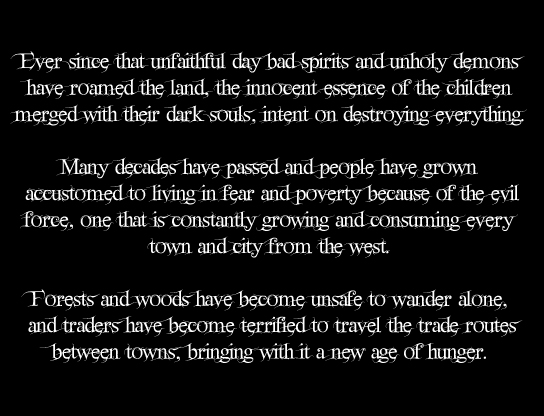 Ever since that unfaithful day bad spirits and unholy demons
have roamed the land, the innocent essence of the children
merged with their dark souls, intent on destroying everything.
Many decades have passed and people have grown
accustomed to living in fear and poverty because of the evil
force, one that is constantly growing and consuming every
town and city from the west.
Forests and woods have become unsafe to wander alone,
and traders have become terrified to travel the trade routes
between towns, bringing with it a new age of hunger.